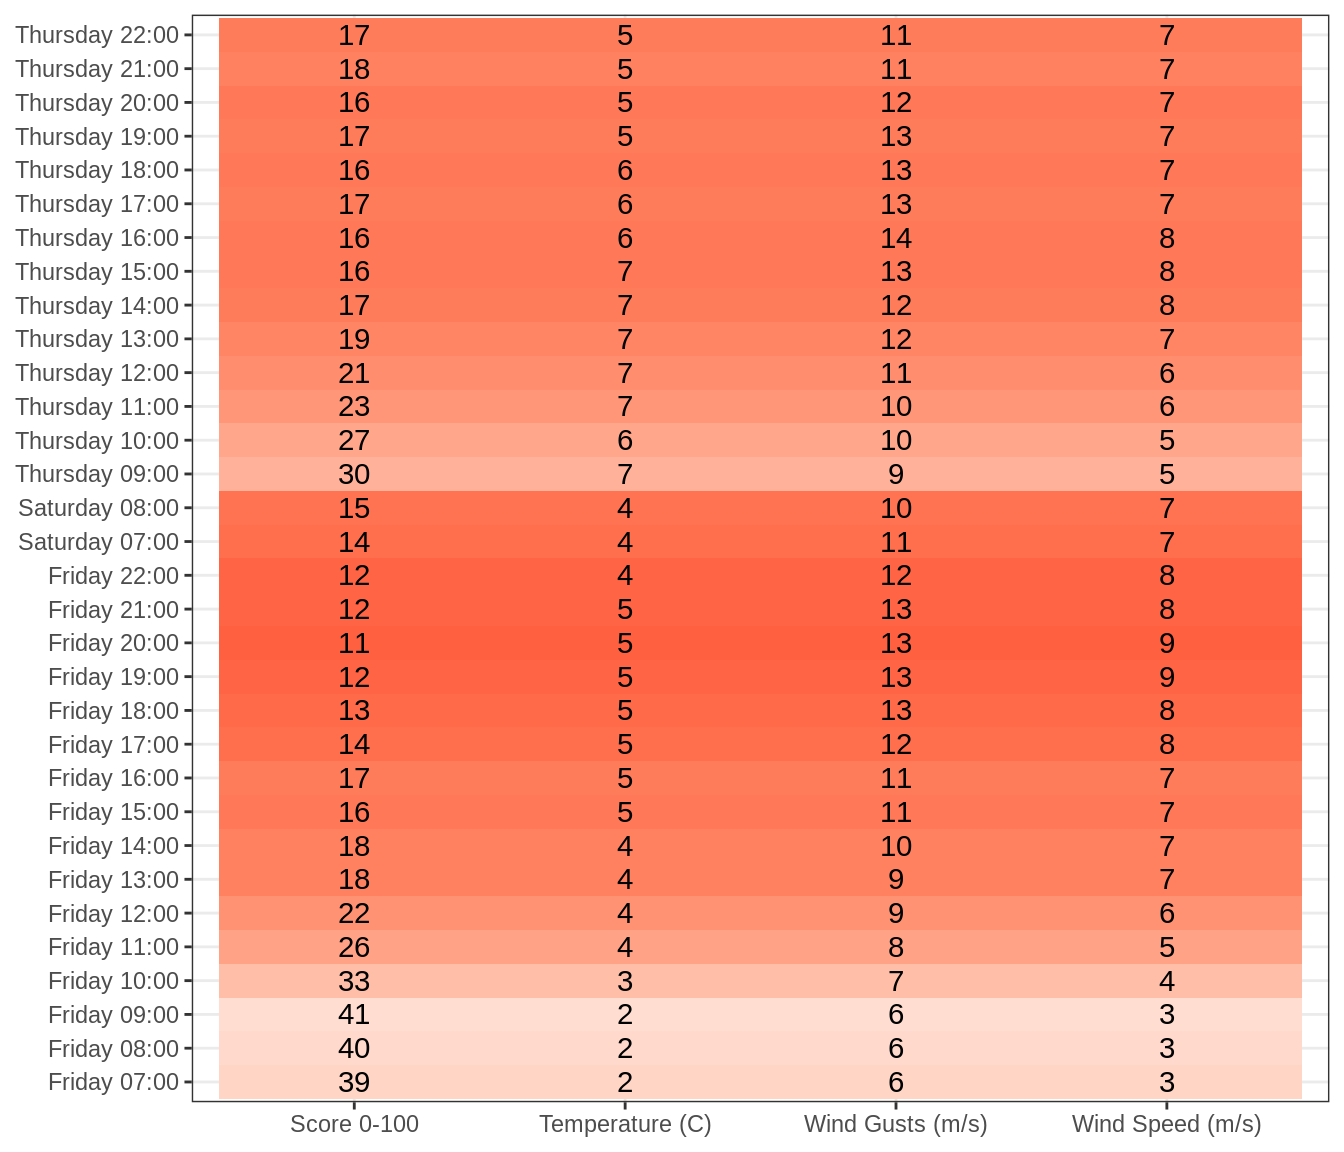 Thursday 22:00 17 5 11 7
Thursday 21:00 18 5 11 7
Thursday 20:00 16 5 12 7
Thursday 19:00 17 5 13 7
Thursday 18:00 16 6 13 7
Thursday 17:00 17 6 13 7
Thursday 16:00 16 6 14 8
Thursday 15:00 16 7 13 8
Thursday 14:00 17 7 12 8
Thursday 13:00 19 7 12 7
Thursday 12:00 21 7 11 6
Thursday 11:00 23 7 10 6
Thursday 10:00 27 6 10 5
Thursday 09:00 30 7 9 5
Saturday 08:00 15 4 10 7
Saturday 07:00 14 4 11 7
Friday 22:00 12 4 12 8
Friday 21:00 12 5 13 8
Friday 20:00 11 5 13 9
Friday 19:00 12 5 13 9
Friday 18:00 13 5 13 8
Friday 17:00 14 5 12 8
Friday 16:00 17 5 11 7
Friday 15:00 16 5 11 7
Friday 14:00 18 4 10 7
Friday 13:00 18 4 9 7
Friday 12:00 22 4 9 6
Friday 11:00 26 4 8 5
Friday 10:00 33 3 7 4
Friday 09:00 41 2 6 3
Friday 08:00 40 2 6 3
Friday 07:00 39 2 6 3
Score 0-100 Temperature (C) Wind Gusts (m/s) Wind Speed (m/s)